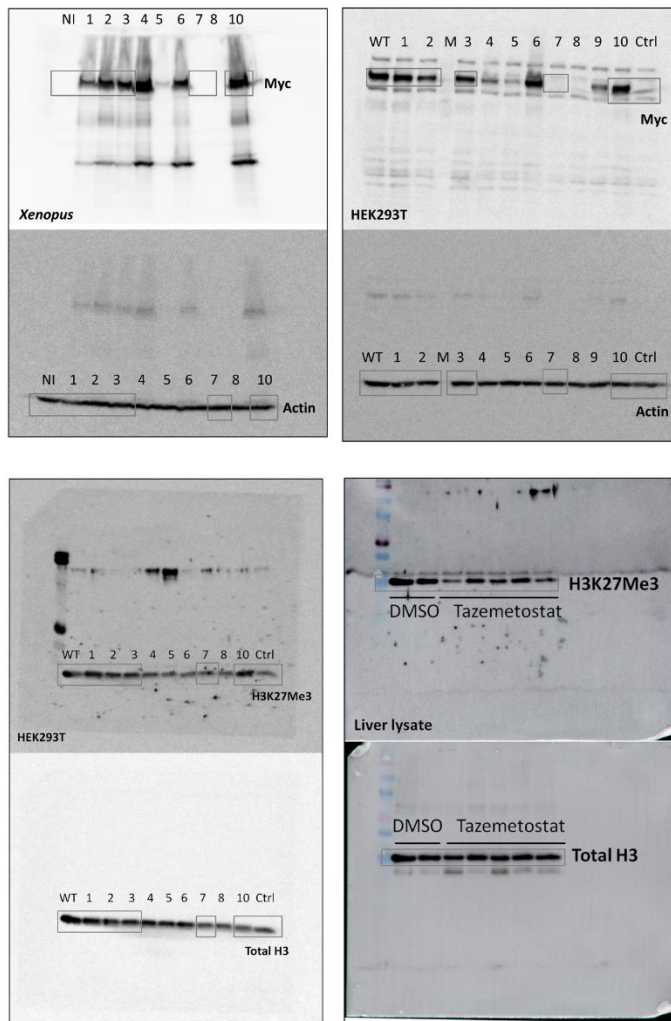 NI 1 2 3 4 5 6 7 8 10
Myc
Xenopus
NI 1 2 3 4 5 6 7 8 10
Actin
WT 1 2 M 3 4 5 6 7 8 9 10 Ctrl
Myc
HEK293T
WT 1 2 M 3 4 5 6 7 8 9 10 Ctrl
Actin
WT 1 2 3 4 5 6 7 8 10 Ctrl
H3K27Me3
HEK293T
WT 1 2 3 4 5 6 7 8 10 Ctrl
Total H3
H3K27Me3
DMSO Tazemetostat
Liver lysate
DMSO Tazemetostat
Total H3